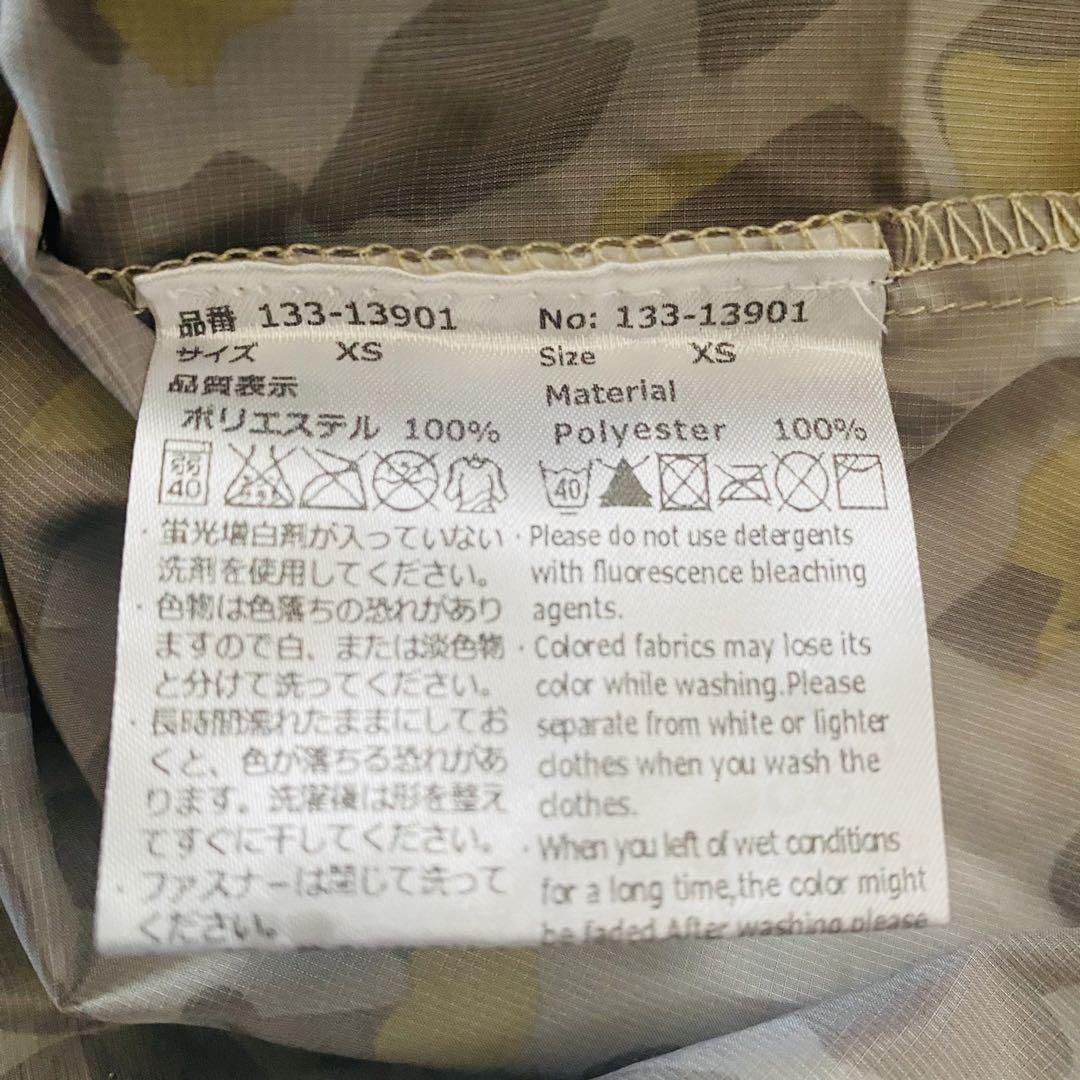 品番 133-13901
サイズ XS
品質表示
ポリエステル 100%
弱
40
・蛍光増白剤が入っていない
洗剤を使用してください。
・色物は色落ちの恐れがあり
ますので白、または淡色物
と分けて洗ってください。
・長時間濡れたままにしてお
くと、色が落ちる恐れがあ
ります。洗濯後は形を整え
てすぐに干してください。
・ファスナーは閉じて洗って
ください。
No: 133-13901
Size XS
Material
Polyester 100%
40
・Please do not use detergents
with fluorescence bleaching
agents.
・Colored fabrics may lose its
color while washing.Please
separate from white or lighter
clothes when you wash the
clothes.
・When you left of wet conditions
for a long time,the color might
be faded.After washing please